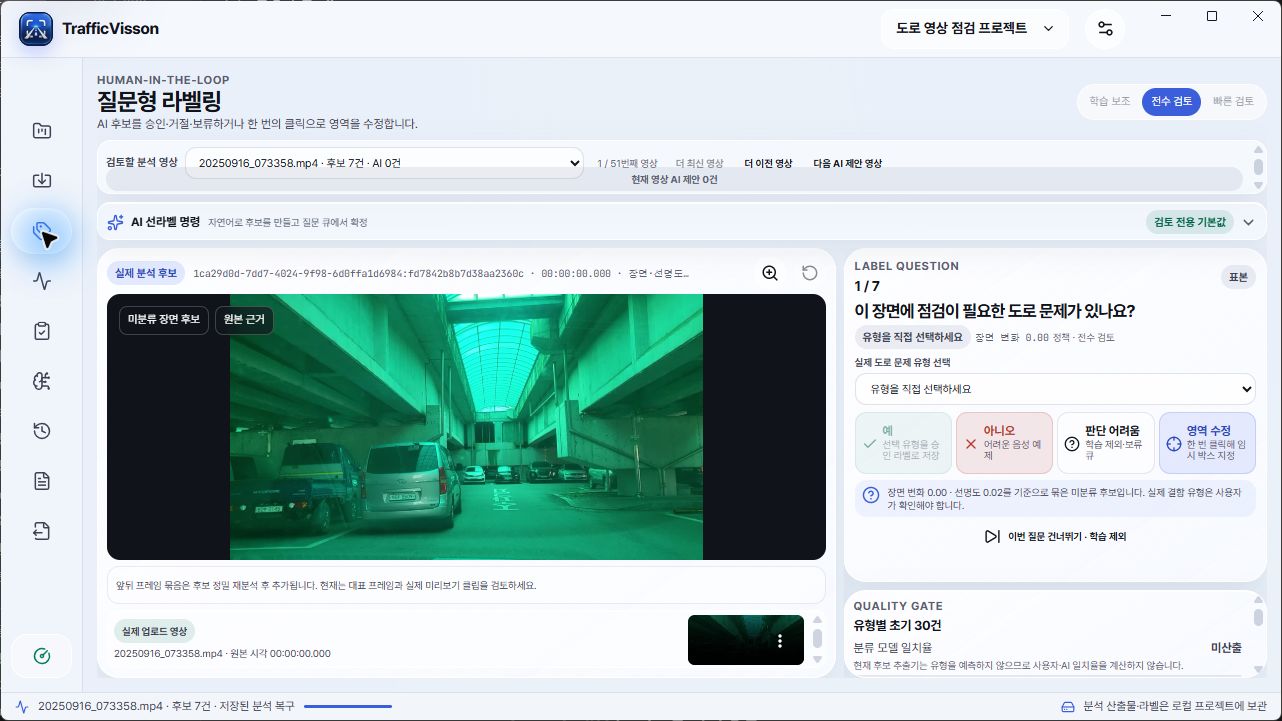 TrafficVisson
도로 영상 점검 프로젝트
HUMAN-IN-THE-LOOP
질문형 라벨링
AI 후보를 승인·거절·보류하거나 한 번의 클릭으로 영역을 수정합니다.
학습 보조
전수 검토
빠른 검토
검토할 분석 영상
20250916_073358.mp4 · 후보 7건 · AI 0건
1 / 51번째 영상
더 최신 영상
더 이전 영상
다음 AI 제안 영상
현재 영상 AI 제안 0건
AI 선라벨 명령
자연어로 후보를 만들고 질문 큐에서 확정
검토 전용 기본값
실제 분석 후보
1ca29d0d-7dd7-4024-9f98-6d0ffa1d6984:fd7842b8b7d38aa2360c · 00:00:00.000 · 장면·선명도…
미분류 장면 후보
원본 근거
앞뒤 프레임 묶음은 후보 정밀 재분석 후 추가됩니다. 현재는 대표 프레임과 실제 미리보기 클립을 검토하세요.
실제 업로드 영상
20250916_073358.mp4 · 원본 시각 00:00:00.000
LABEL QUESTION
1 / 7
표본
이 장면에 점검이 필요한 도로 문제가 있나요?
유형을 직접 선택하세요
장면 변화 0.00 정책 · 전수 검토
실제 도로 문제 유형 선택
유형을 직접 선택하세요
예
선택 유형을 승
인 라벨로 저장
아니오
어려운 음성 예
제
판단 어려움
학습 제외·보류
큐
영역 수정
한 번 클릭해 임
시 박스 지정
장면 변화 0.00 · 선명도 0.02를 기준으로 묶은 미분류 후보입니다. 실제 결함 유형은 사용자
가 확인해야 합니다.
이번 질문 건너뛰기 · 학습 제외
QUALITY GATE
유형별 초기 30건
분류 모델 일치율
미산출
현재 후보 추출기는 유형을 예측하지 않으므로 사용자·AI 일치율을 계산하지 않습니다.
20250916_073358.mp4 · 후보 7건 · 저장된 분석 복구
분석 산출물·라벨은 로컬 프로젝트에 보관